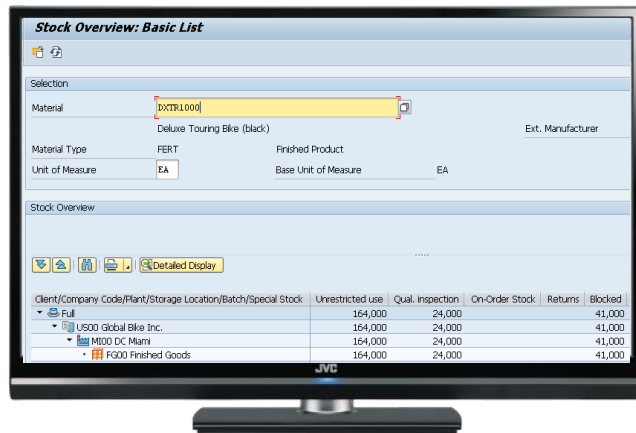 Stock Overview: Basic List
Selection
Material DXTR1000
Deluxe Touring Bike (black) Ext. Manufacturer
Material Type FERT Finished Product
Unit of Measure EA Base Unit of Measure EA
Stock Overview
Detailed Display
Client/Company Code/Plant/Storage Location/Batch/Special Stock Unrestricted use Qual. inspection On-Order Stock Returns Blocked
Full 164,000 24,000 41,000
US00 Global Bike Inc. 164,000 24,000 41,000
MI00 DC Miami 164,000 24,000 41,000
FG00 Finished Goods 164,000 24,000 41,000
JVC